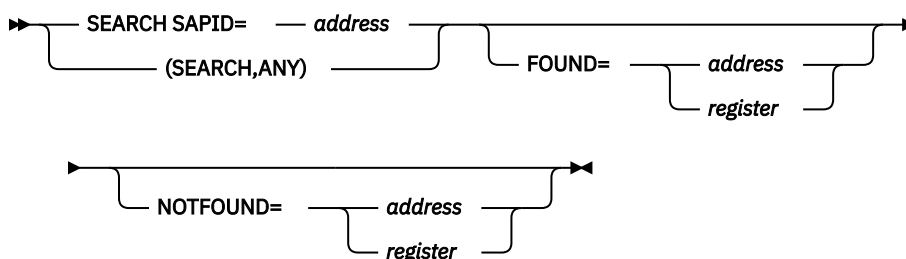 SEARCH SAPID= address
(SEARCH,ANY)
FOUND= address
register
NOTFOUND= address
register